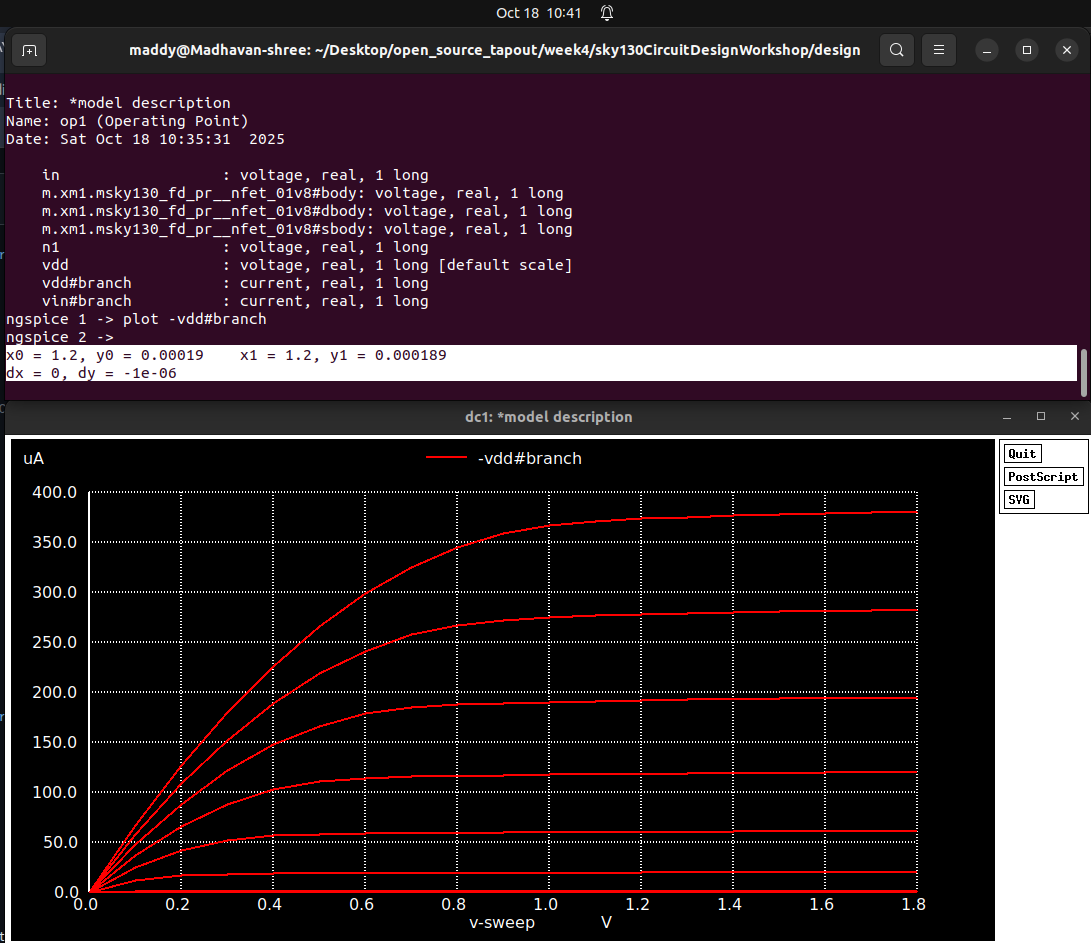 Oct 18 10:41
maddy@Madhavan-shree: ~/Desktop/open_source_tapout/week4/sky130CircuitDesignWorkshop/design
Title: *model description
Name: op1 (Operating Point)
Date: Sat Oct 18 10:35:31  2025
in                  : voltage, real, 1 long
m.xm1.msky130_fd_pr__nfet_01v8#body: voltage, real, 1 long
m.xm1.msky130_fd_pr__nfet_01v8#dbody: voltage, real, 1 long
m.xm1.msky130_fd_pr__nfet_01v8#sbody: voltage, real, 1 long
n1                  : voltage, real, 1 long
vdd                 : voltage, real, 1 long [default scale]
vdd#branch          : current, real, 1 long
vin#branch          : current, real, 1 long
ngspice 1 -> plot -vdd#branch
ngspice 2 ->
x0 = 1.2, y0 = 0.00019    x1 = 1.2, y1 = 0.000189
dx = 0, dy = -1e-06
dc1: *model description
Quit
PostScript
SVG
uA
-vdd#branch
400.0
350.0
300.0
250.0
200.0
150.0
100.0
50.0
0.0
0.0 0.2 0.4 0.6 0.8 1.0 1.2 1.4 1.6 1.8
v-sweep V